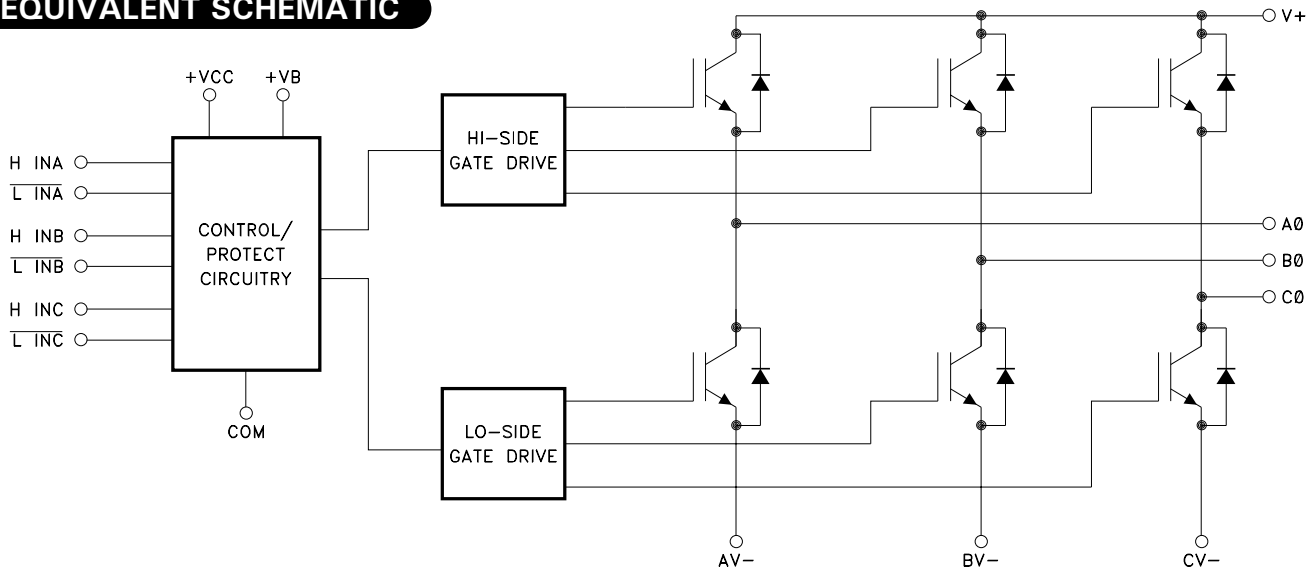 EQUIVALENT SCHEMATIC
V+
+VCC
+VB
H INA
L INA
H INB
L INB
H INC
L INC
CONTROL/
PROTECT
CIRCUITRY
COM
HI-SIDE
GATE DRIVE
LO-SIDE
GATE DRIVE
AØ
BØ
CØ
AV-
BV-
CV-